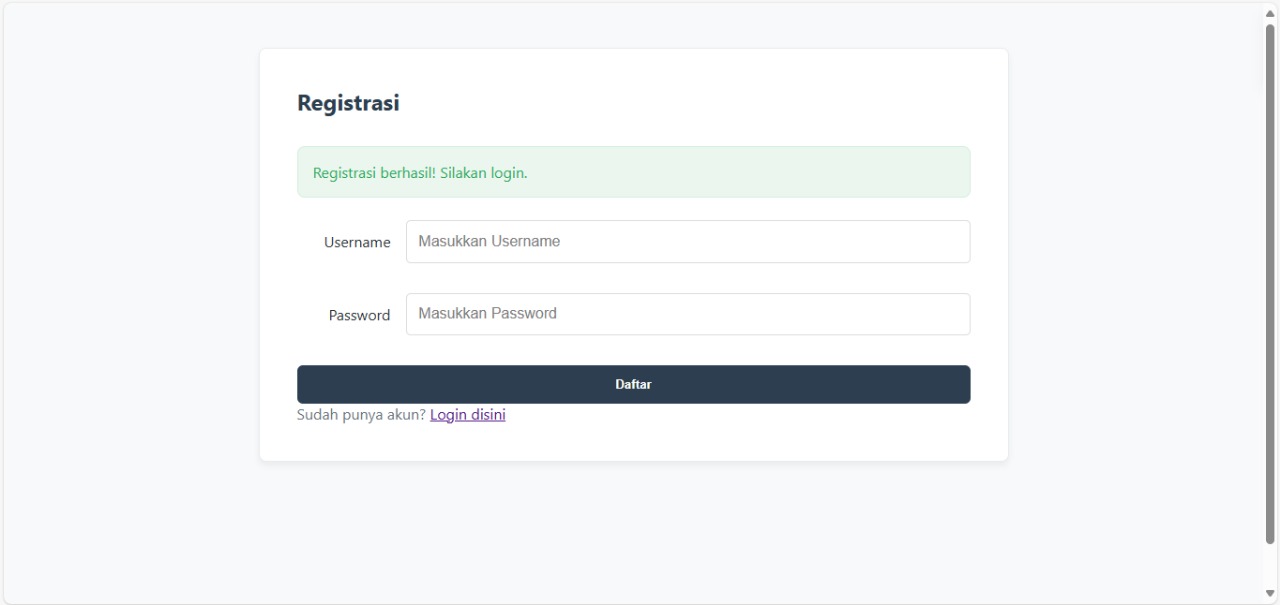 Registrasi
Registrasi berhasil! Silakan login.
Username
Masukkan Username
Password
Masukkan Password
Daftar
Sudah punya akun? Login disini